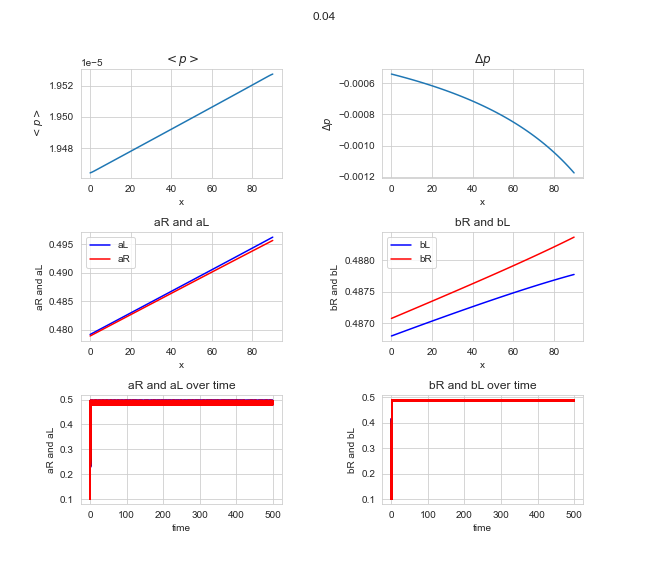 0.04
< p >
1e−5
1.952
1.950
1.948
< p >
0 20 40 60 80
x
Δp
−0.0006
−0.0008
−0.0010
−0.0012
Δp
0 20 40 60 80
x
aR and aL
aL
aR
0.495
0.490
0.485
0.480
aR and aL
0 20 40 60 80
x
bR and bL
bL
bR
0.4880
0.4875
0.4870
bR and bL
0 20 40 60 80
x
aR and aL over time
0.5
0.4
0.3
0.2
0.1
aR and aL
0 100 200 300 400 500
time
bR and bL over time
0.5
0.4
0.3
0.2
0.1
bR and bL
0 100 200 300 400 500
time